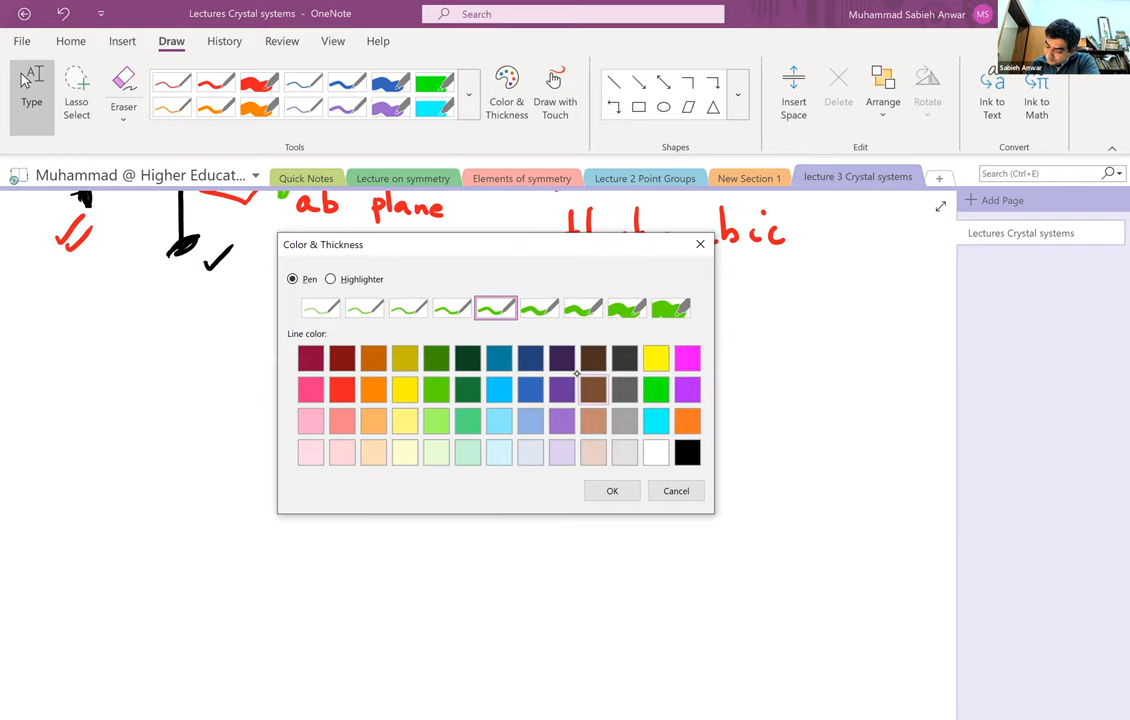 Lectures Crystal systems - OneNote
Search
Muhammad Sabieh Anwar
MS
Sabieh Anwar
File Home Insert Draw History Review View Help
Type
Lasso Select
Eraser
Color & Thickness
Draw with Touch
Insert Space
Delete
Arrange
Rotate
Ink to Text
Ink to Math
Tools
Shapes
Edit
Convert
Muhammad @ Higher Educat...
Quick Notes
Lecture on symmetry
Elements of symmetry
Lecture 2 Point Groups
New Section 1
lecture 3 Crystal systems
Search (Ctrl+E)
Add Page
Lectures Crystal systems
ab plane
Color & Thickness
Pen
Highlighter
Line color:
OK
Cancel